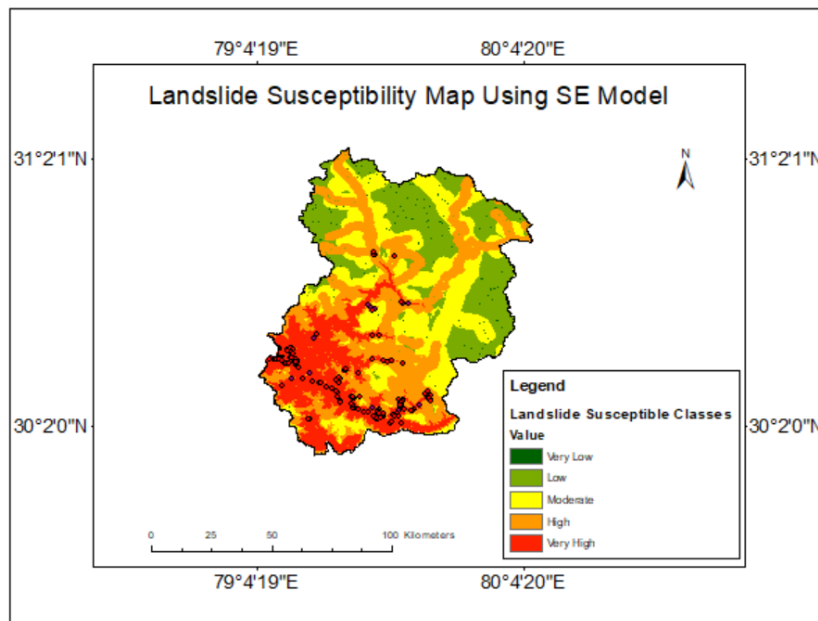 79°4'19"E 80°4'20"E
Landslide Susceptibility Map Using SE Model
31°2'1"N 31°2'1"N
N
Legend
Landslide Susceptible Classes
Value
Very Low
Low
Moderate
High
Very High
30°2'0"N 30°2'0"N
0 25 50 100 Kilometers
79°4'19"E 80°4'20"E